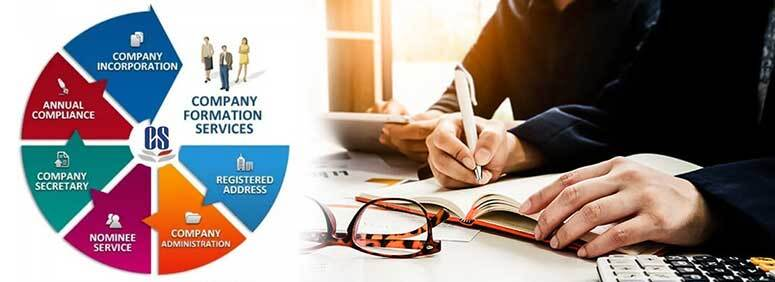 COMPANY
INCORPORATION
ANNUAL
COMPLIANCE
COMPANY
FORMATION
SERVICES
CS
COMPANY
SECRETARY
REGISTERED
ADDRESS
NOMINEE
SERVICE
COMPANY
ADMINISTRATION